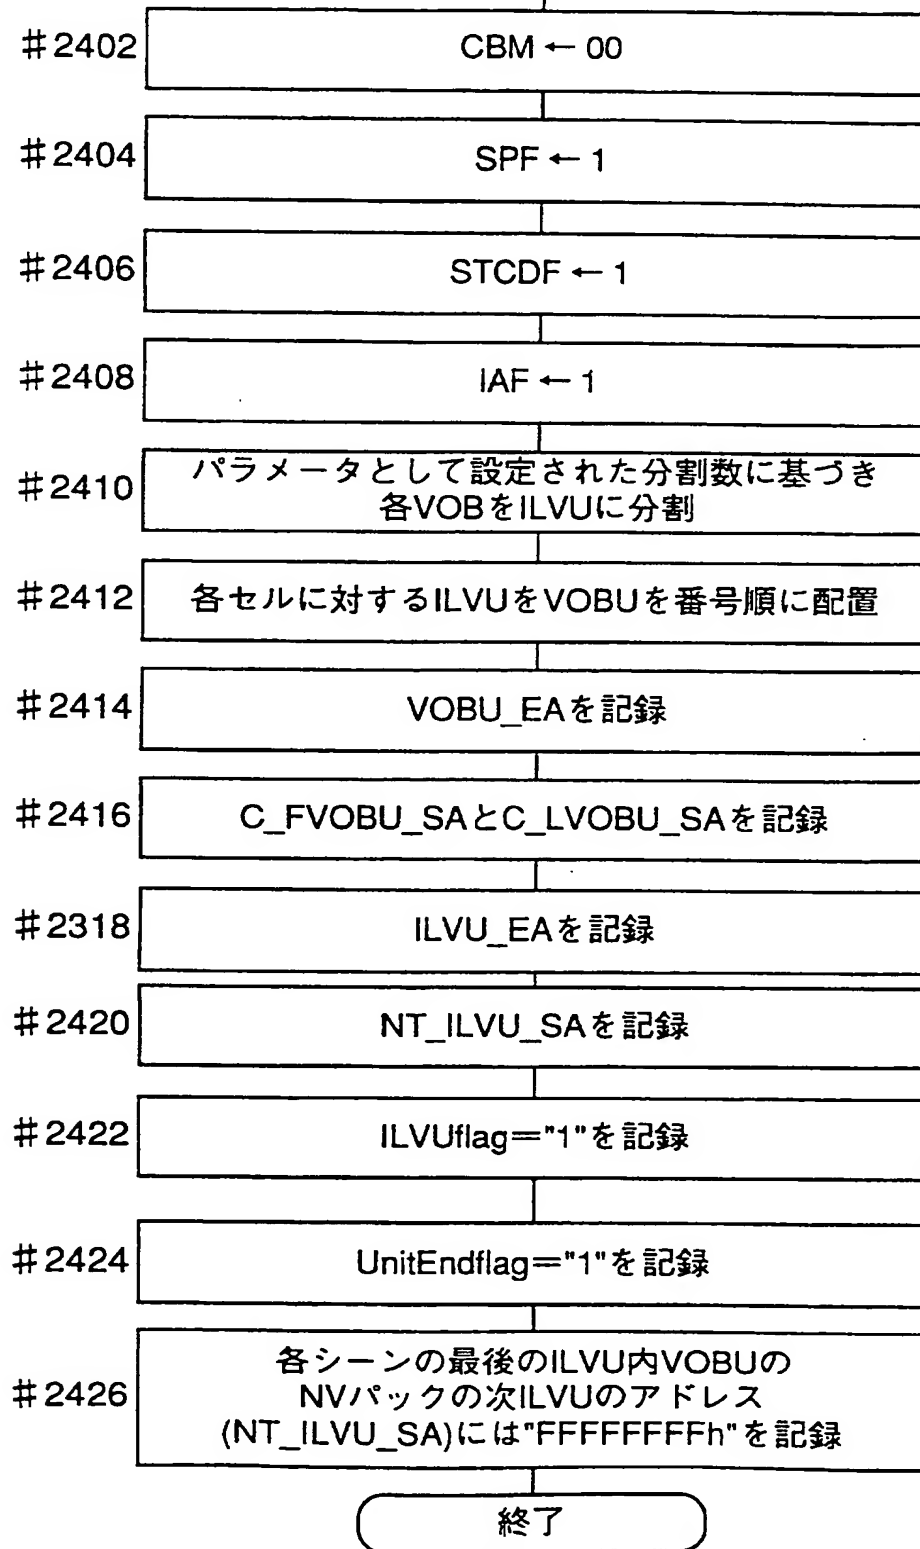 #2402 CBM ← 00
#2404 SPF ← 1
#2406 STCDF ← 1
#2408 IAF ← 1
#2410 パラメータとして設定された分割数に基づき
各VOBをILVUに分割
#2412 各セルに対するILVUをVOBUを番号順に配置
#2414 VOBU_EAを記録
#2416 C_FVOBU_SAとC_LVOBU_SAを記録
#2318 ILVU_EAを記録
#2420 NT_ILVU_SAを記録
#2422 ILVUflag="1"を記録
#2424 UnitEndflag="1"を記録
#2426 各シーンの最後のILVU内VOBUの
NVパックの次ILVUのアドレス
(NT_ILVU_SA)には"FFFFFFFFh"を記録
終了